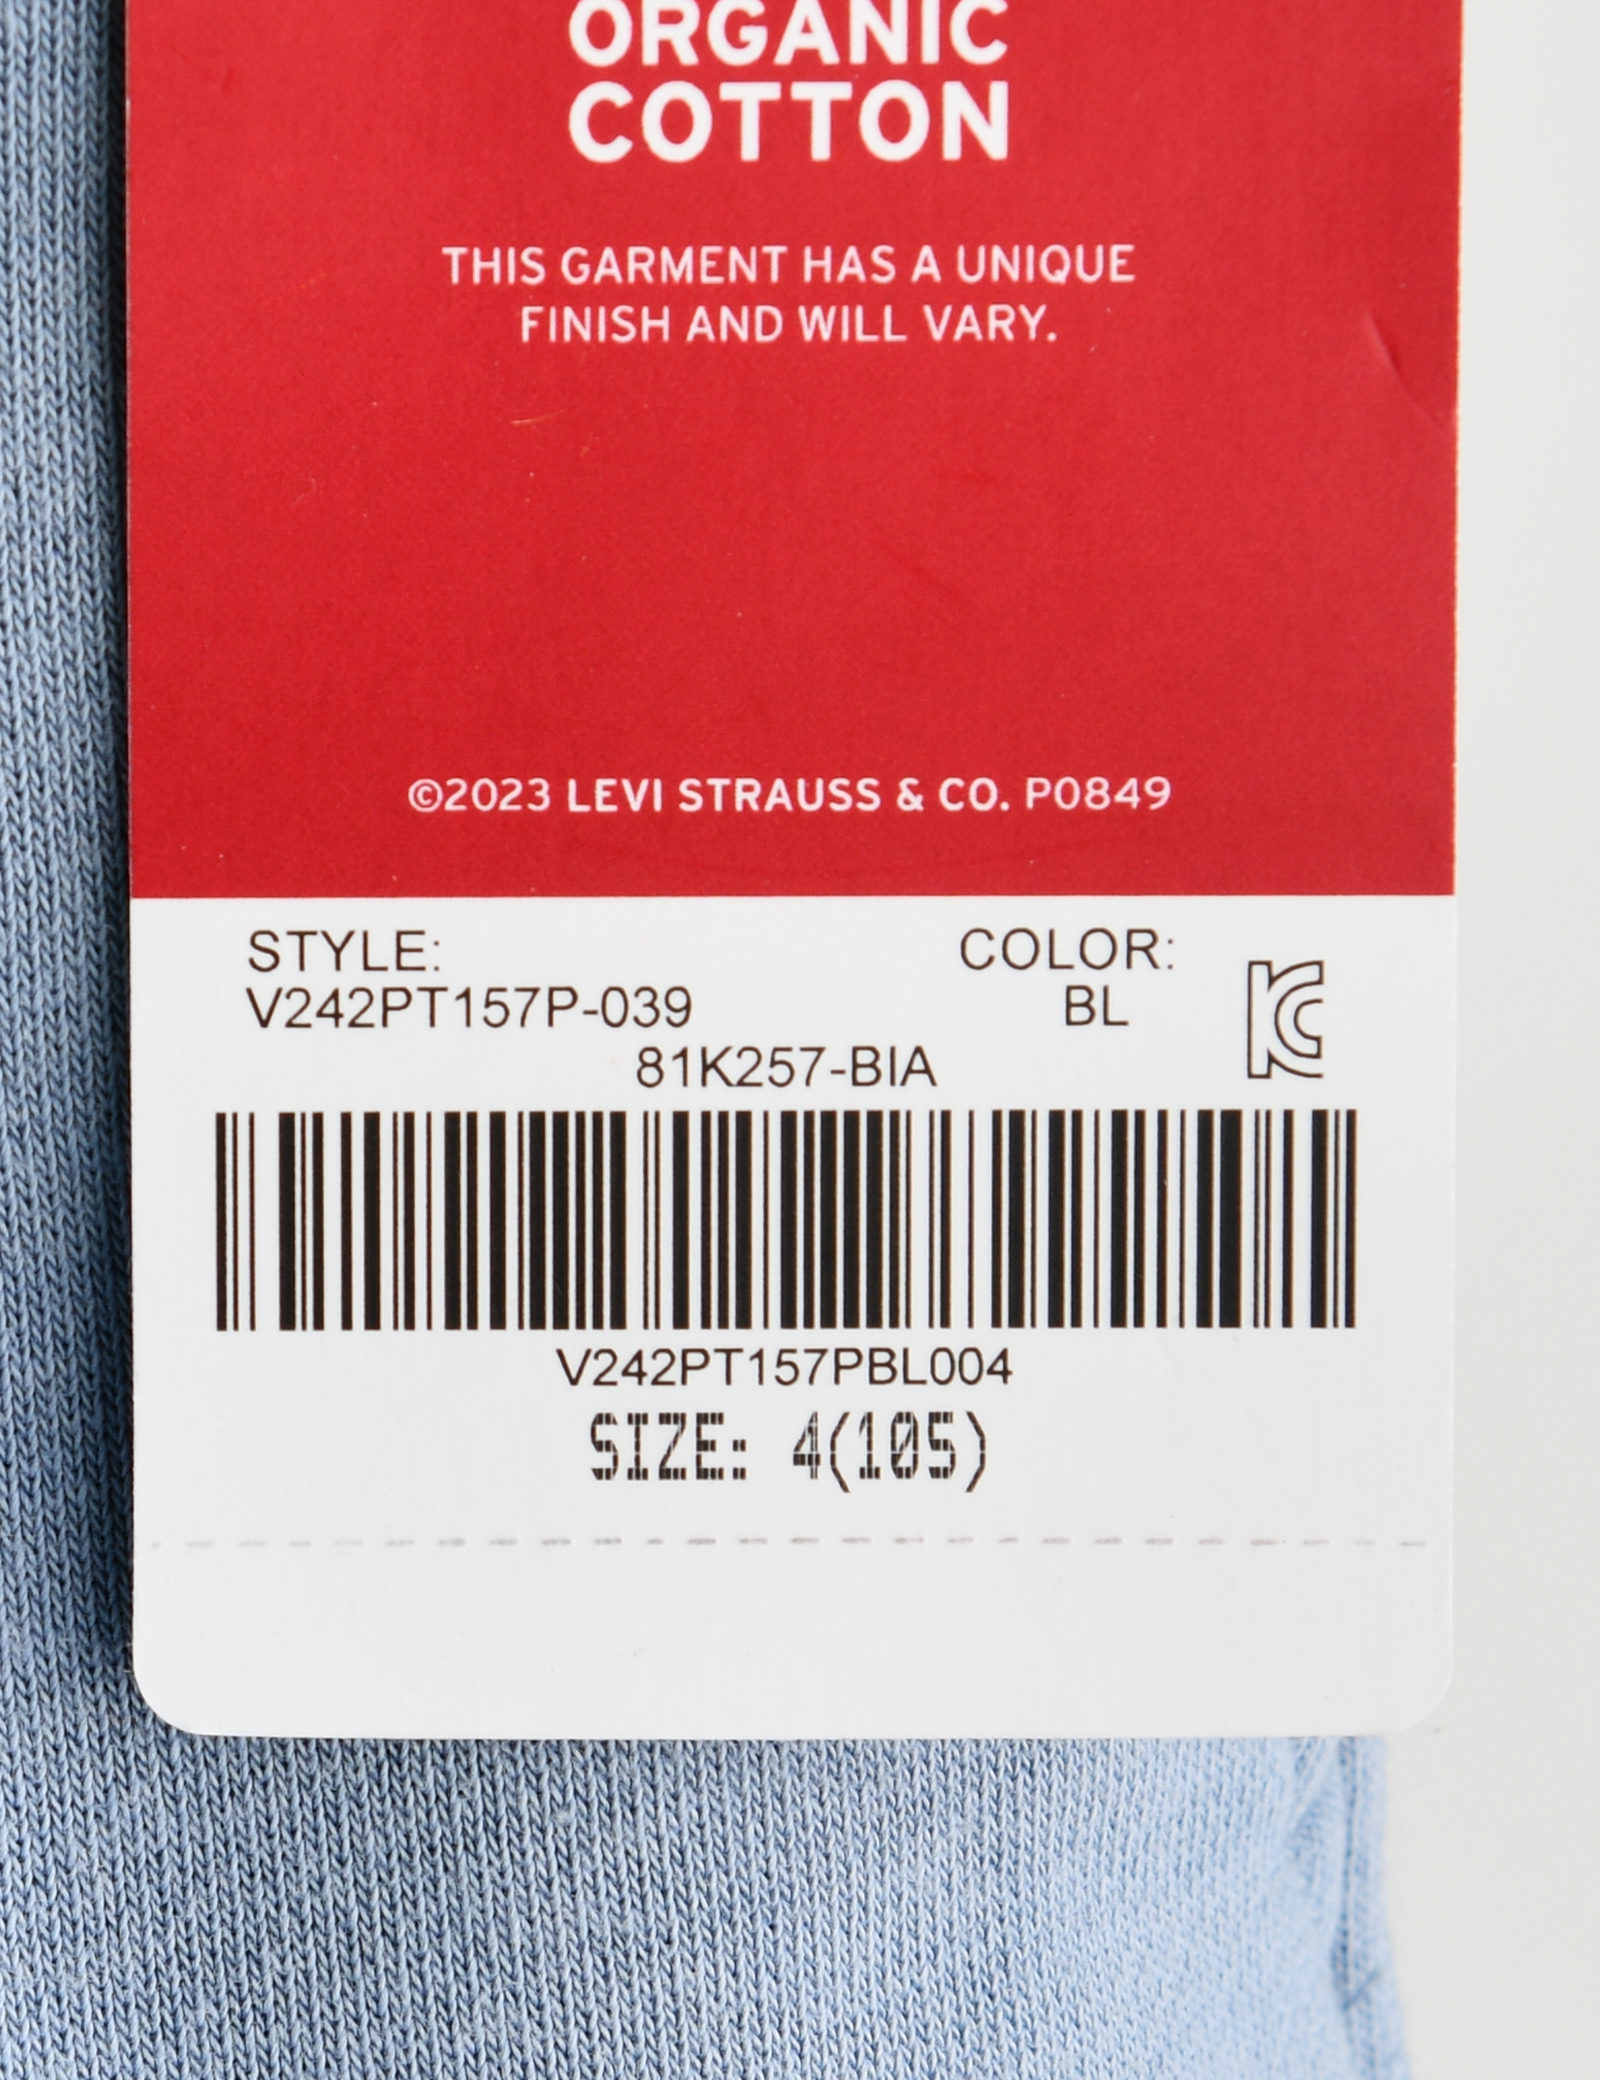 ORGANIC
COTTON
THIS GARMENT HAS A UNIQUE
FINISH AND WILL VARY.
©2023 LEVI STRAUSS & CO. P0849
STYLE: COLOR:
V242PT157P-039 BL
81K257-BIA
V242PT157PBL004
SIZE: 4(105)